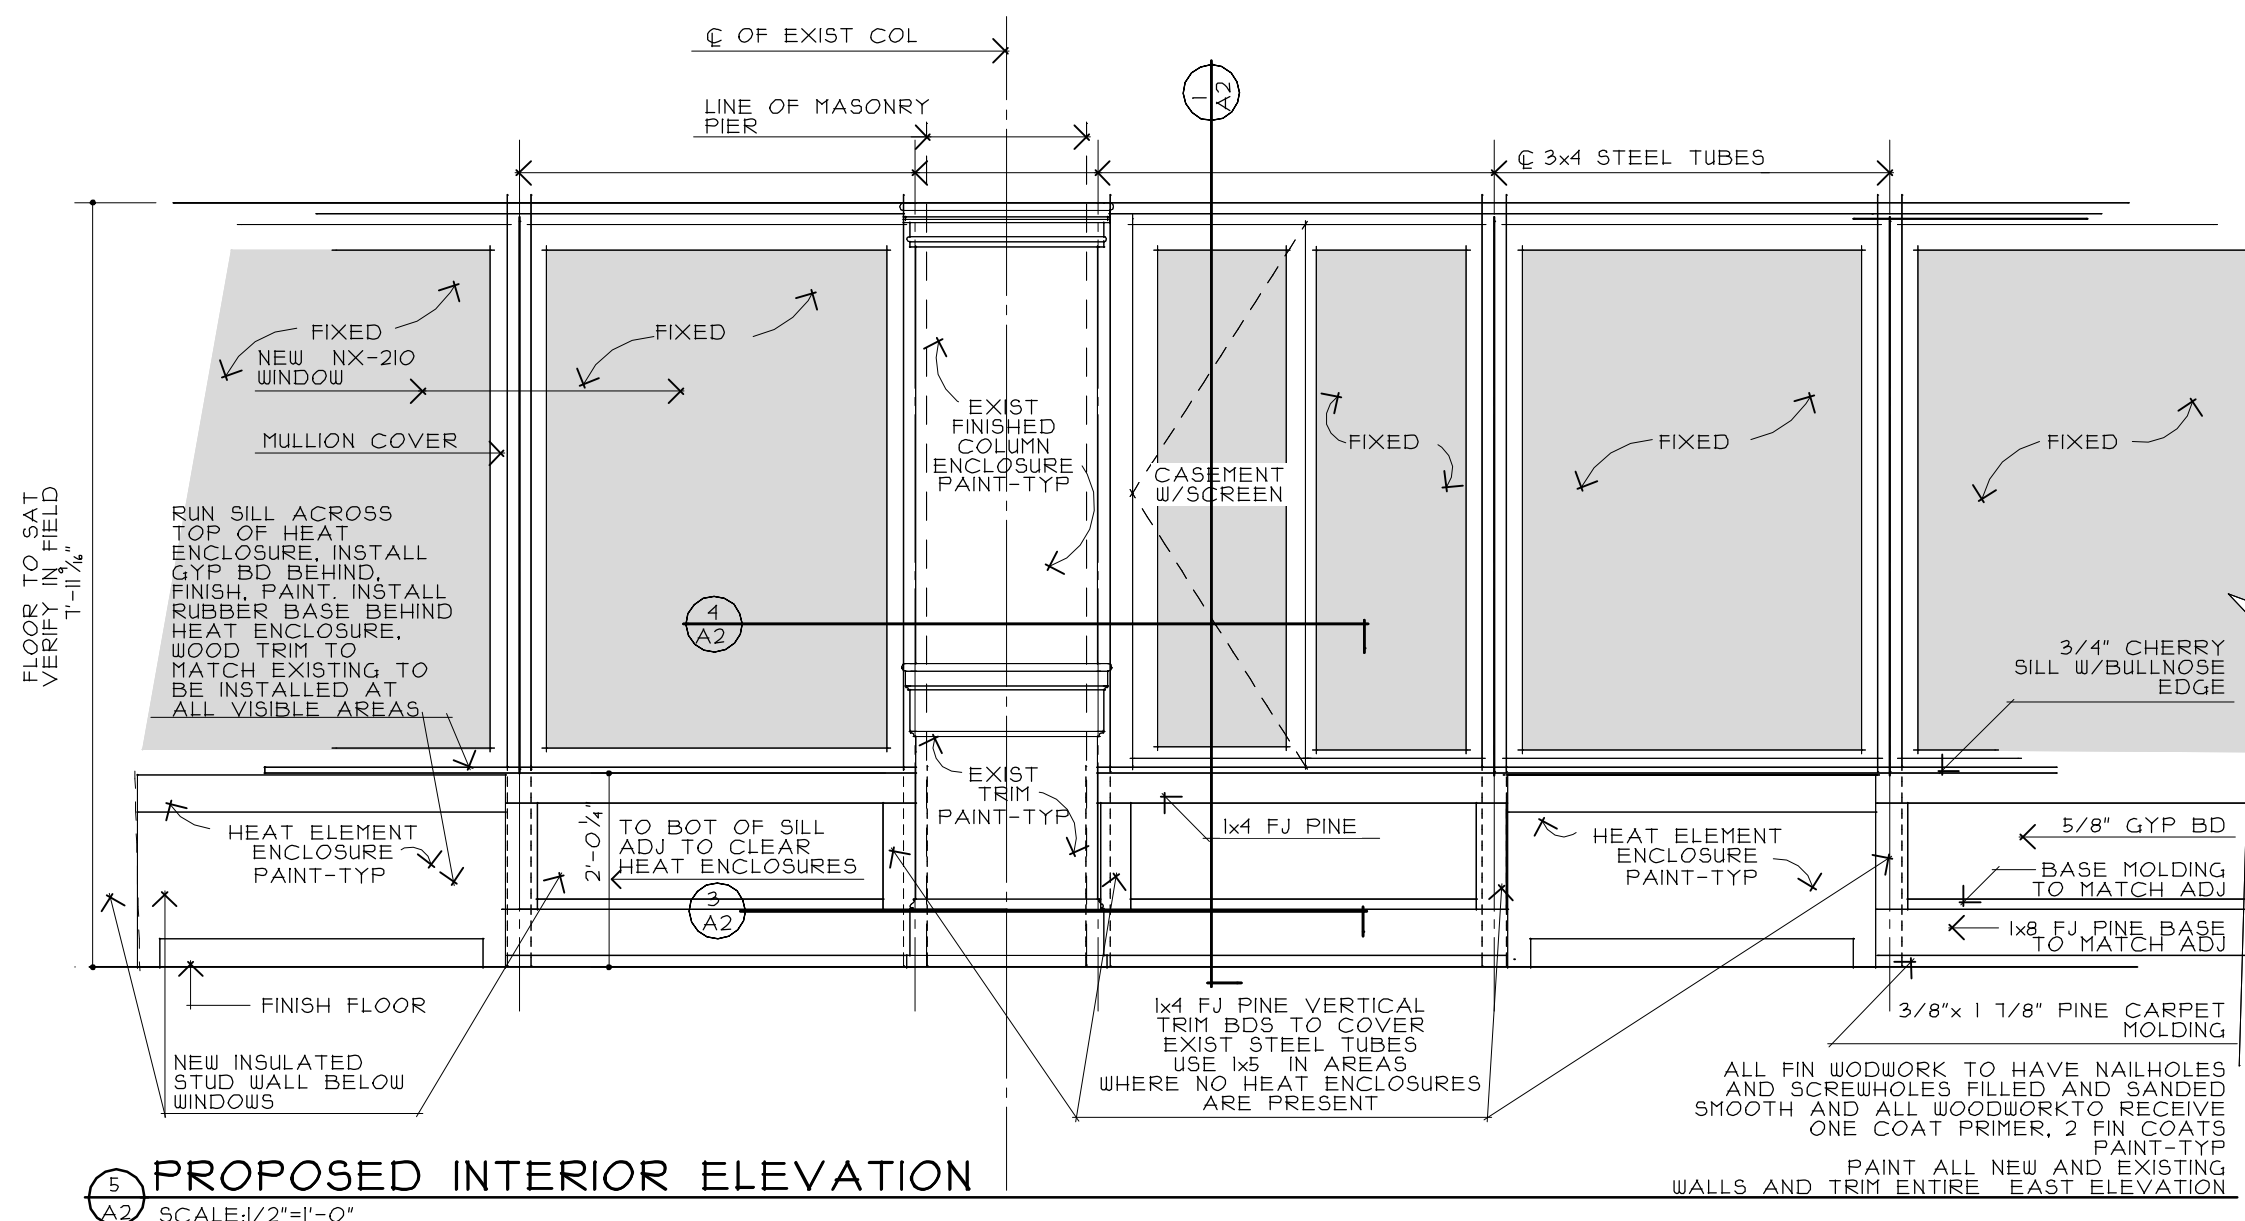 ℄ OF EXIST COL
LINE OF MASONRY
PIER
1
A2
℄ 3x4 STEEL TUBES
FIXED
NEW NX-210
WINDOW
MULLION COVER
FIXED
EXIST
FINISHED
COLUMN
ENCLOSURE
PAINT-TYP
CASEMENT
W/SCREEN
FIXED
FIXED
FIXED
FLOOR TO SAT
VERIFY IN FIELD
7'-11 9/16"
RUN SILL ACROSS
TOP OF HEAT
ENCLOSURE, INSTALL
GYP BD BEHIND,
FINISH, PAINT. INSTALL
RUBBER BASE BEHIND
HEAT ENCLOSURE,
WOOD TRIM TO
MATCH EXISTING TO
BE INSTALLED AT
ALL VISIBLE AREAS
4
A2
3/4" CHERRY
SILL W/BULLNOSE
EDGE
EXIST
TRIM
PAINT-TYP
HEAT ELEMENT
ENCLOSURE
PAINT-TYP
2'-0 1/4"
TO BOT OF SILL
ADJ TO CLEAR
HEAT ENCLOSURES
1x4 FJ PINE
HEAT ELEMENT
ENCLOSURE
PAINT-TYP
5/8" GYP BD
BASE MOLDING
TO MATCH ADJ
1x8 FJ PINE BASE
TO MATCH ADJ
3
A2
FINISH FLOOR
3/8"x 1 7/8" PINE CARPET
MOLDING
NEW INSULATED
STUD WALL BELOW
WINDOWS
1x4 FJ PINE VERTICAL
TRIM BDS TO COVER
EXIST STEEL TUBES
USE 1x5 IN AREAS
WHERE NO HEAT ENCLOSURES
ARE PRESENT
ALL FIN WODWORK TO HAVE NAILHOLES
AND SCREWHOLES FILLED AND SANDED
SMOOTH AND ALL WOODWORKTO RECEIVE
ONE COAT PRIMER, 2 FIN COATS
PAINT-TYP
PAINT ALL NEW AND EXISTING
WALLS AND TRIM ENTIRE EAST ELEVATION
5
A2
PROPOSED INTERIOR ELEVATION
SCALE:1/2"=1'-0"